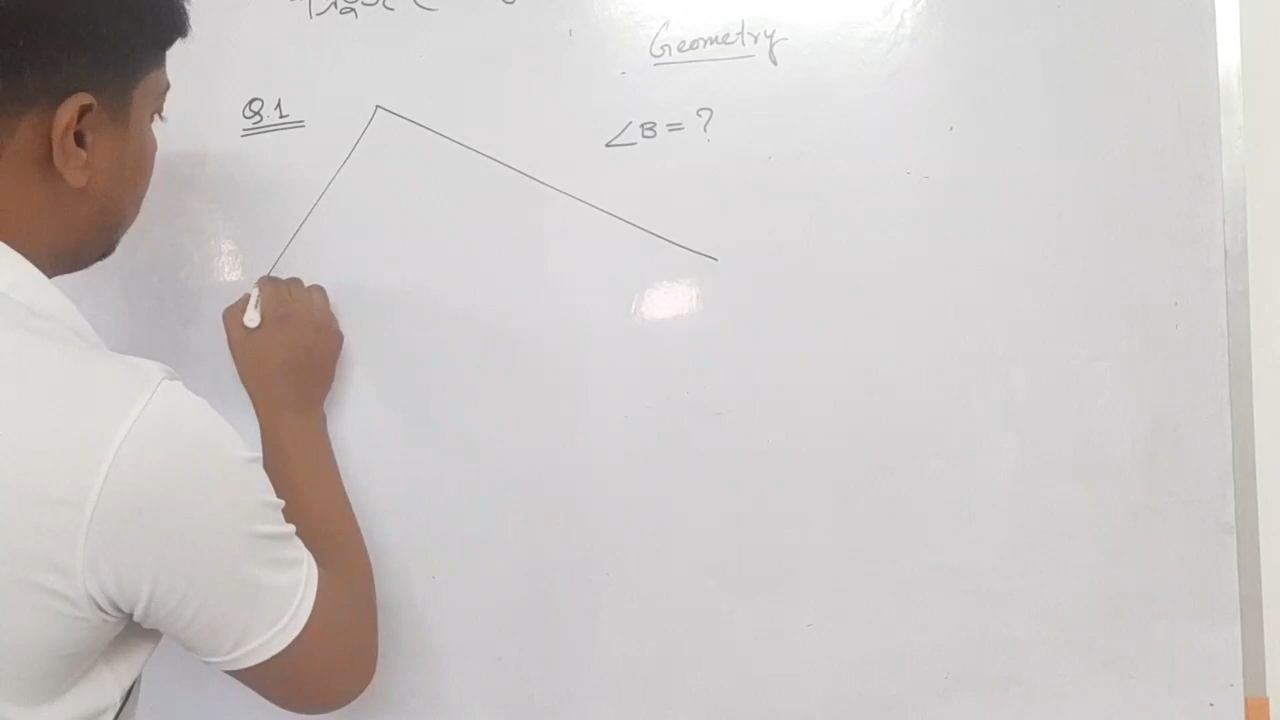 Geometry
Q.1
∠B = ?